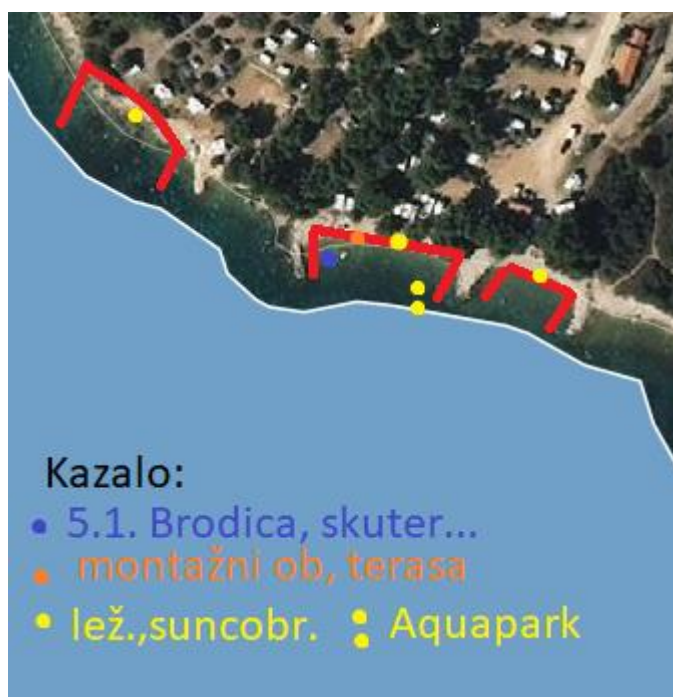 Kazalo:
5.1. Brodica, skuter...
montažni ob, terasa
lež.,suncobr. Aquapark